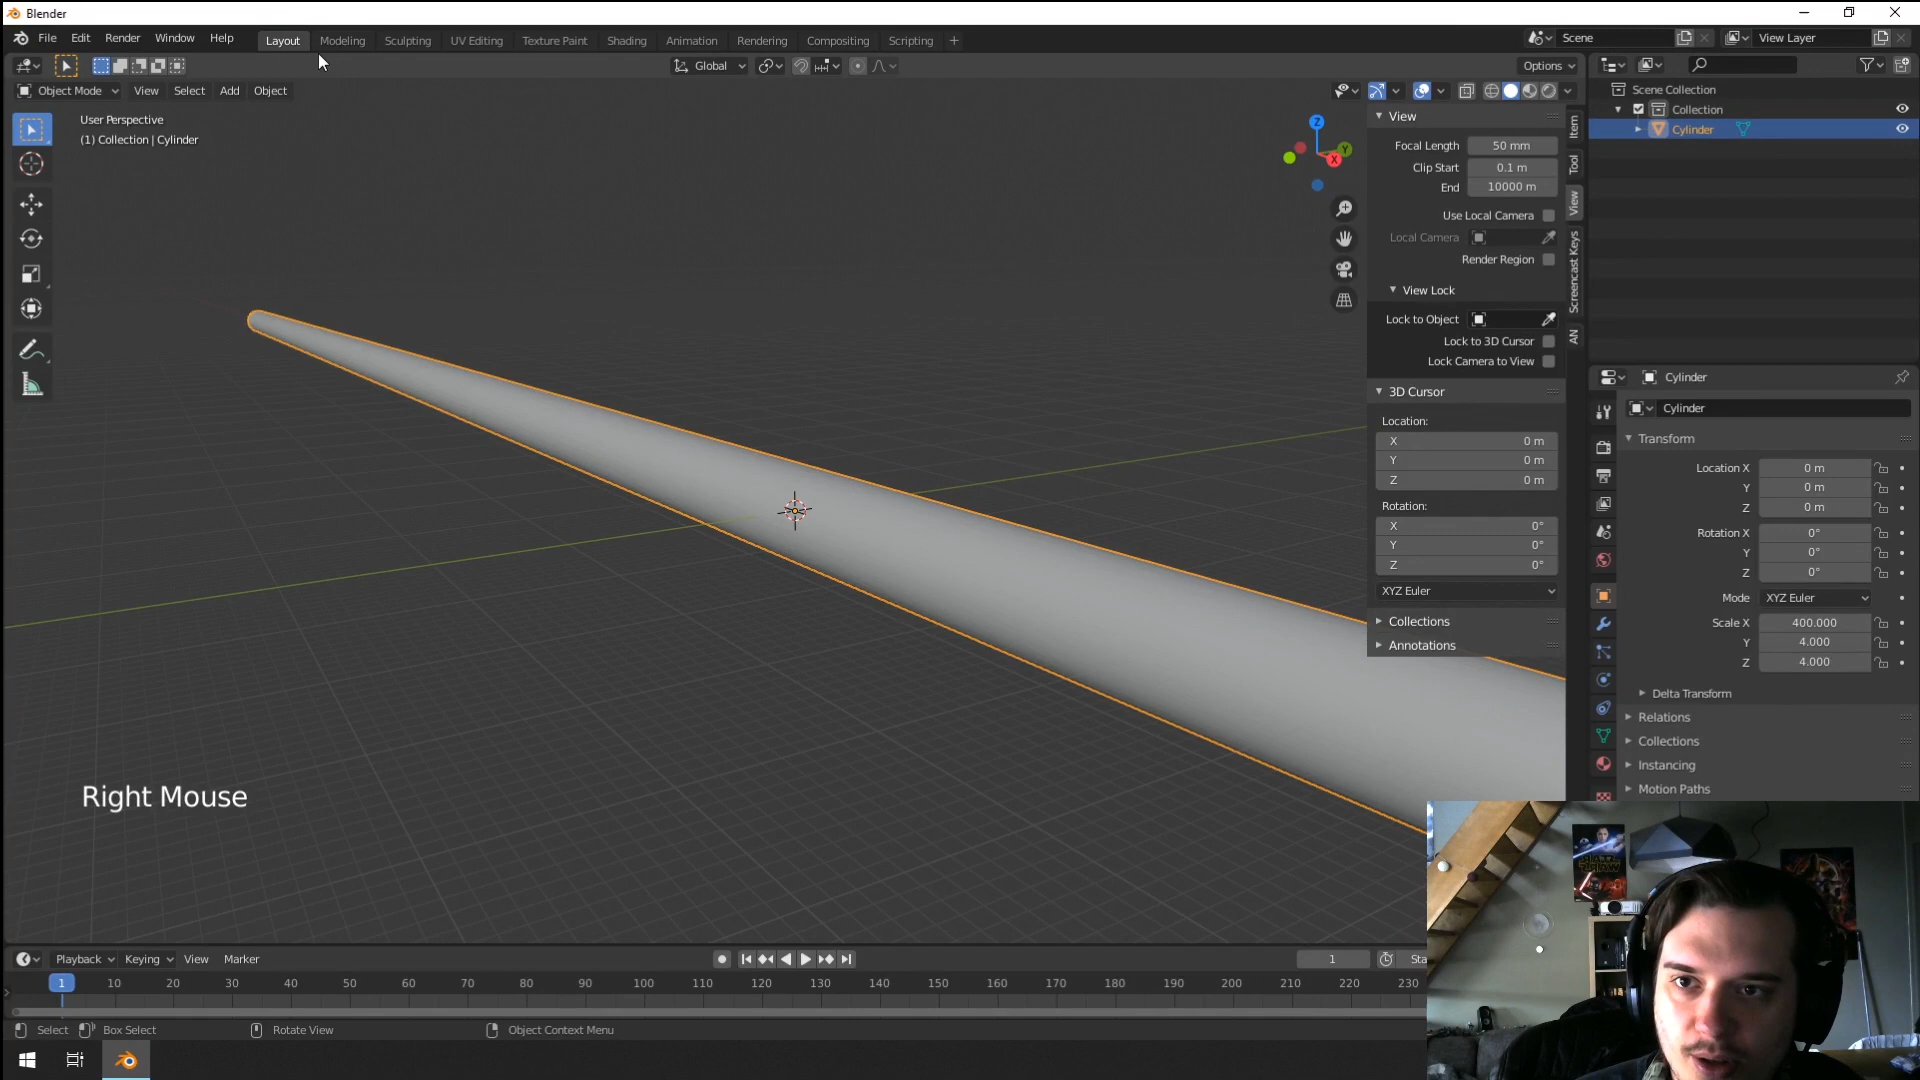 Blender
File Edit Render Window Help Layout Modeling Sculpting UV Editing Texture Paint Shading Animation Rendering Compositing Scripting + Scene View Layer
Global Options
Object Mode View Select Add Object
User Perspective
(1) Collection | Cylinder
Z
Y
X
View
Focal Length 50 mm
Clip Start 0.1 m
End 10000 m
Use Local Camera
Local Camera
Render Region
View Lock
Lock to Object
Lock to 3D Cursor
Lock Camera to View
3D Cursor
Location:
X 0 m
Y 0 m
Z 0 m
Rotation:
X 0°
Y 0°
Z 0°
XYZ Euler
Collections
Annotations
Item
Tool
View
Screencast Keys
AN
Scene Collection
Collection
Cylinder
Cylinder
Cylinder
Transform
Location X 0 m
Y 0 m
Z 0 m
Rotation X 0°
Y 0°
Z 0°
Mode XYZ Euler
Scale X 400.000
Y 4.000
Z 4.000
Delta Transform
Relations
Collections
Instancing
Motion Paths
Right Mouse
Playback Keying View Marker 1 Sta
1 10 20 30 40 50 60 70 80 90 100 110 120 130 140 150 160 170 180 190 200 210 220 230
Select Box Select Rotate View Object Context Menu